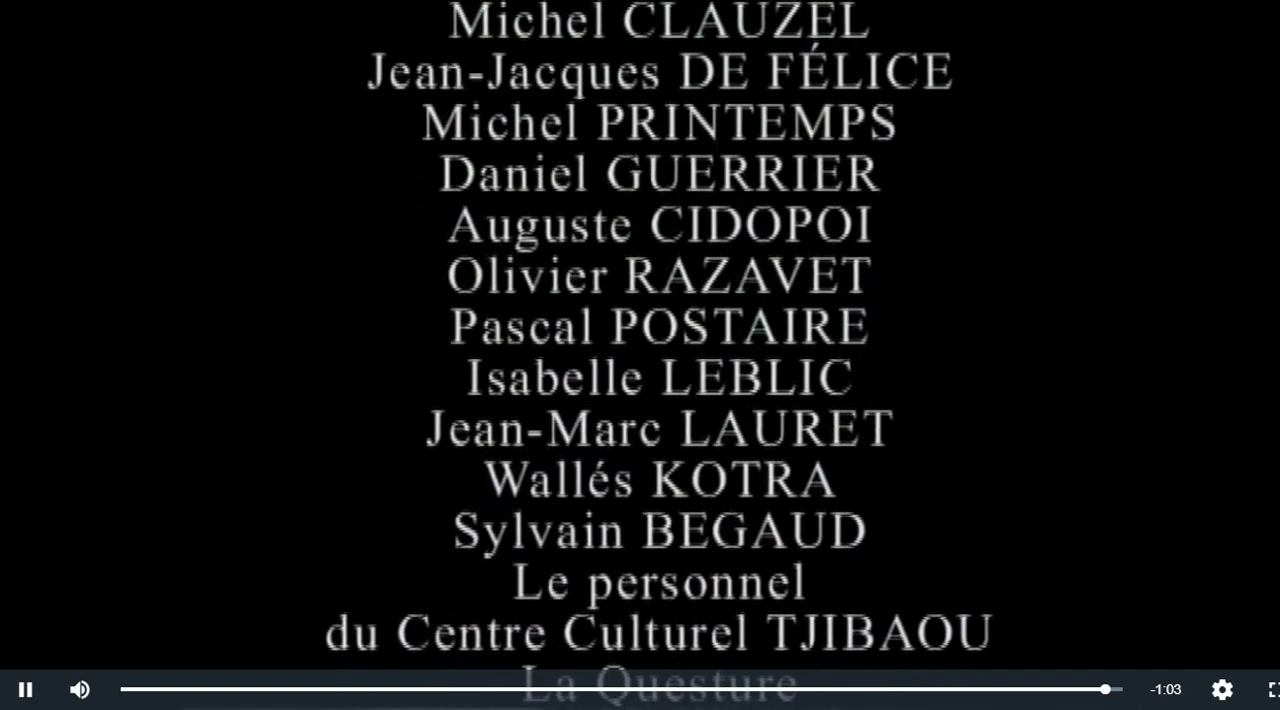 Michel CLAUZEL
Jean-Jacques DE FÉLICE
Michel PRINTEMPS
Daniel GUERRIER
Auguste CIDOPOI
Olivier RAZAVET
Pascal POSTAIRE
Isabelle LEBLIC
Jean-Marc LAURET
Wallés KOTRA
Sylvain BEGAUD
Le personnel
du Centre Culturel TJIBAOU
La Questure
-1:03